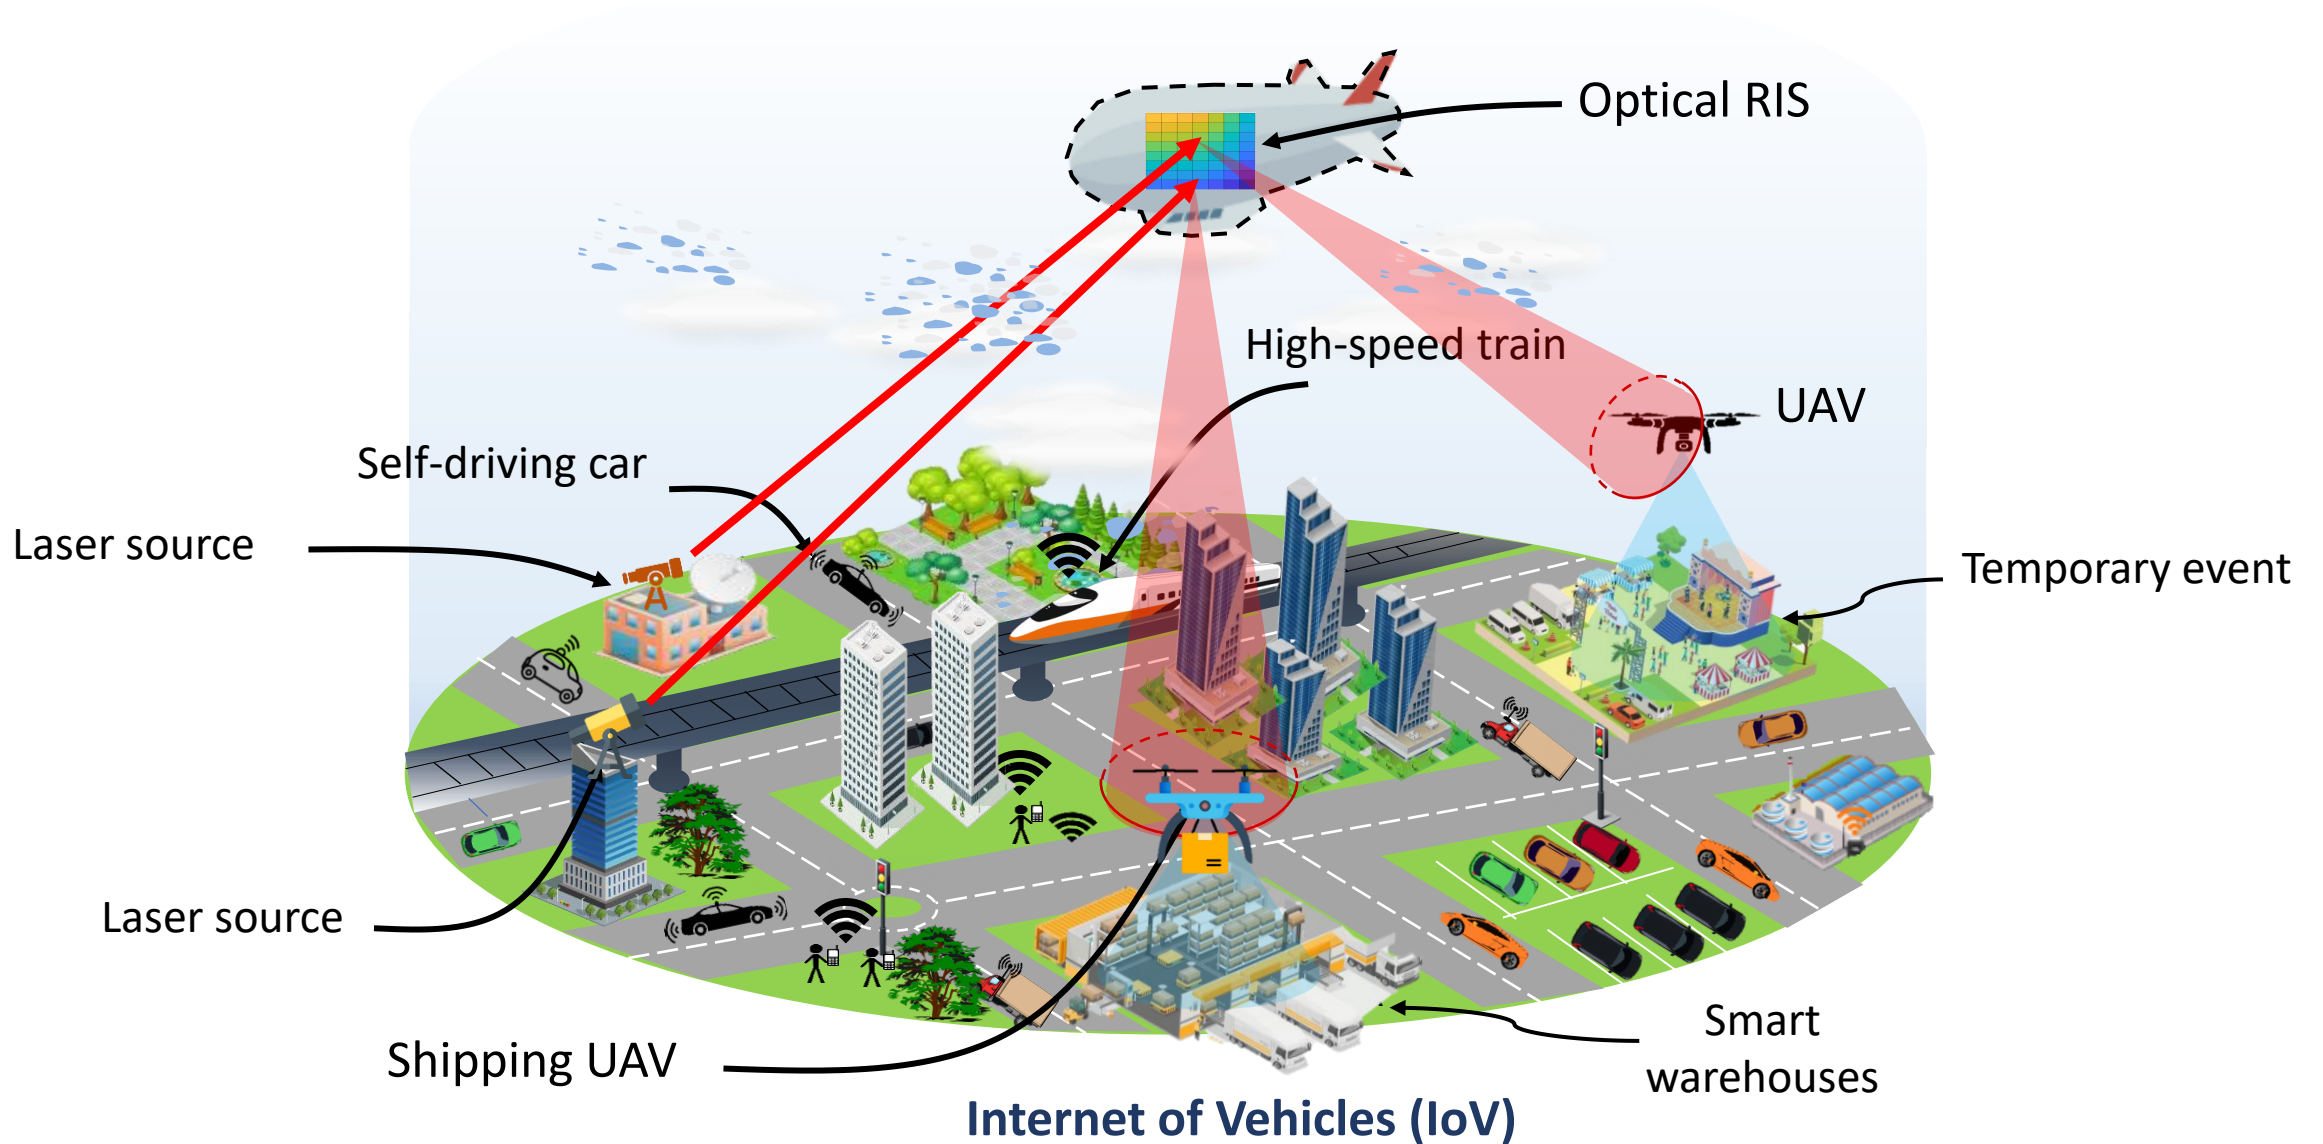 Optical RIS
High-speed train
UAV
Self-driving car
Laser source
Temporary event
Laser source
Smart
warehouses
Shipping UAV
Internet of Vehicles (IoV)